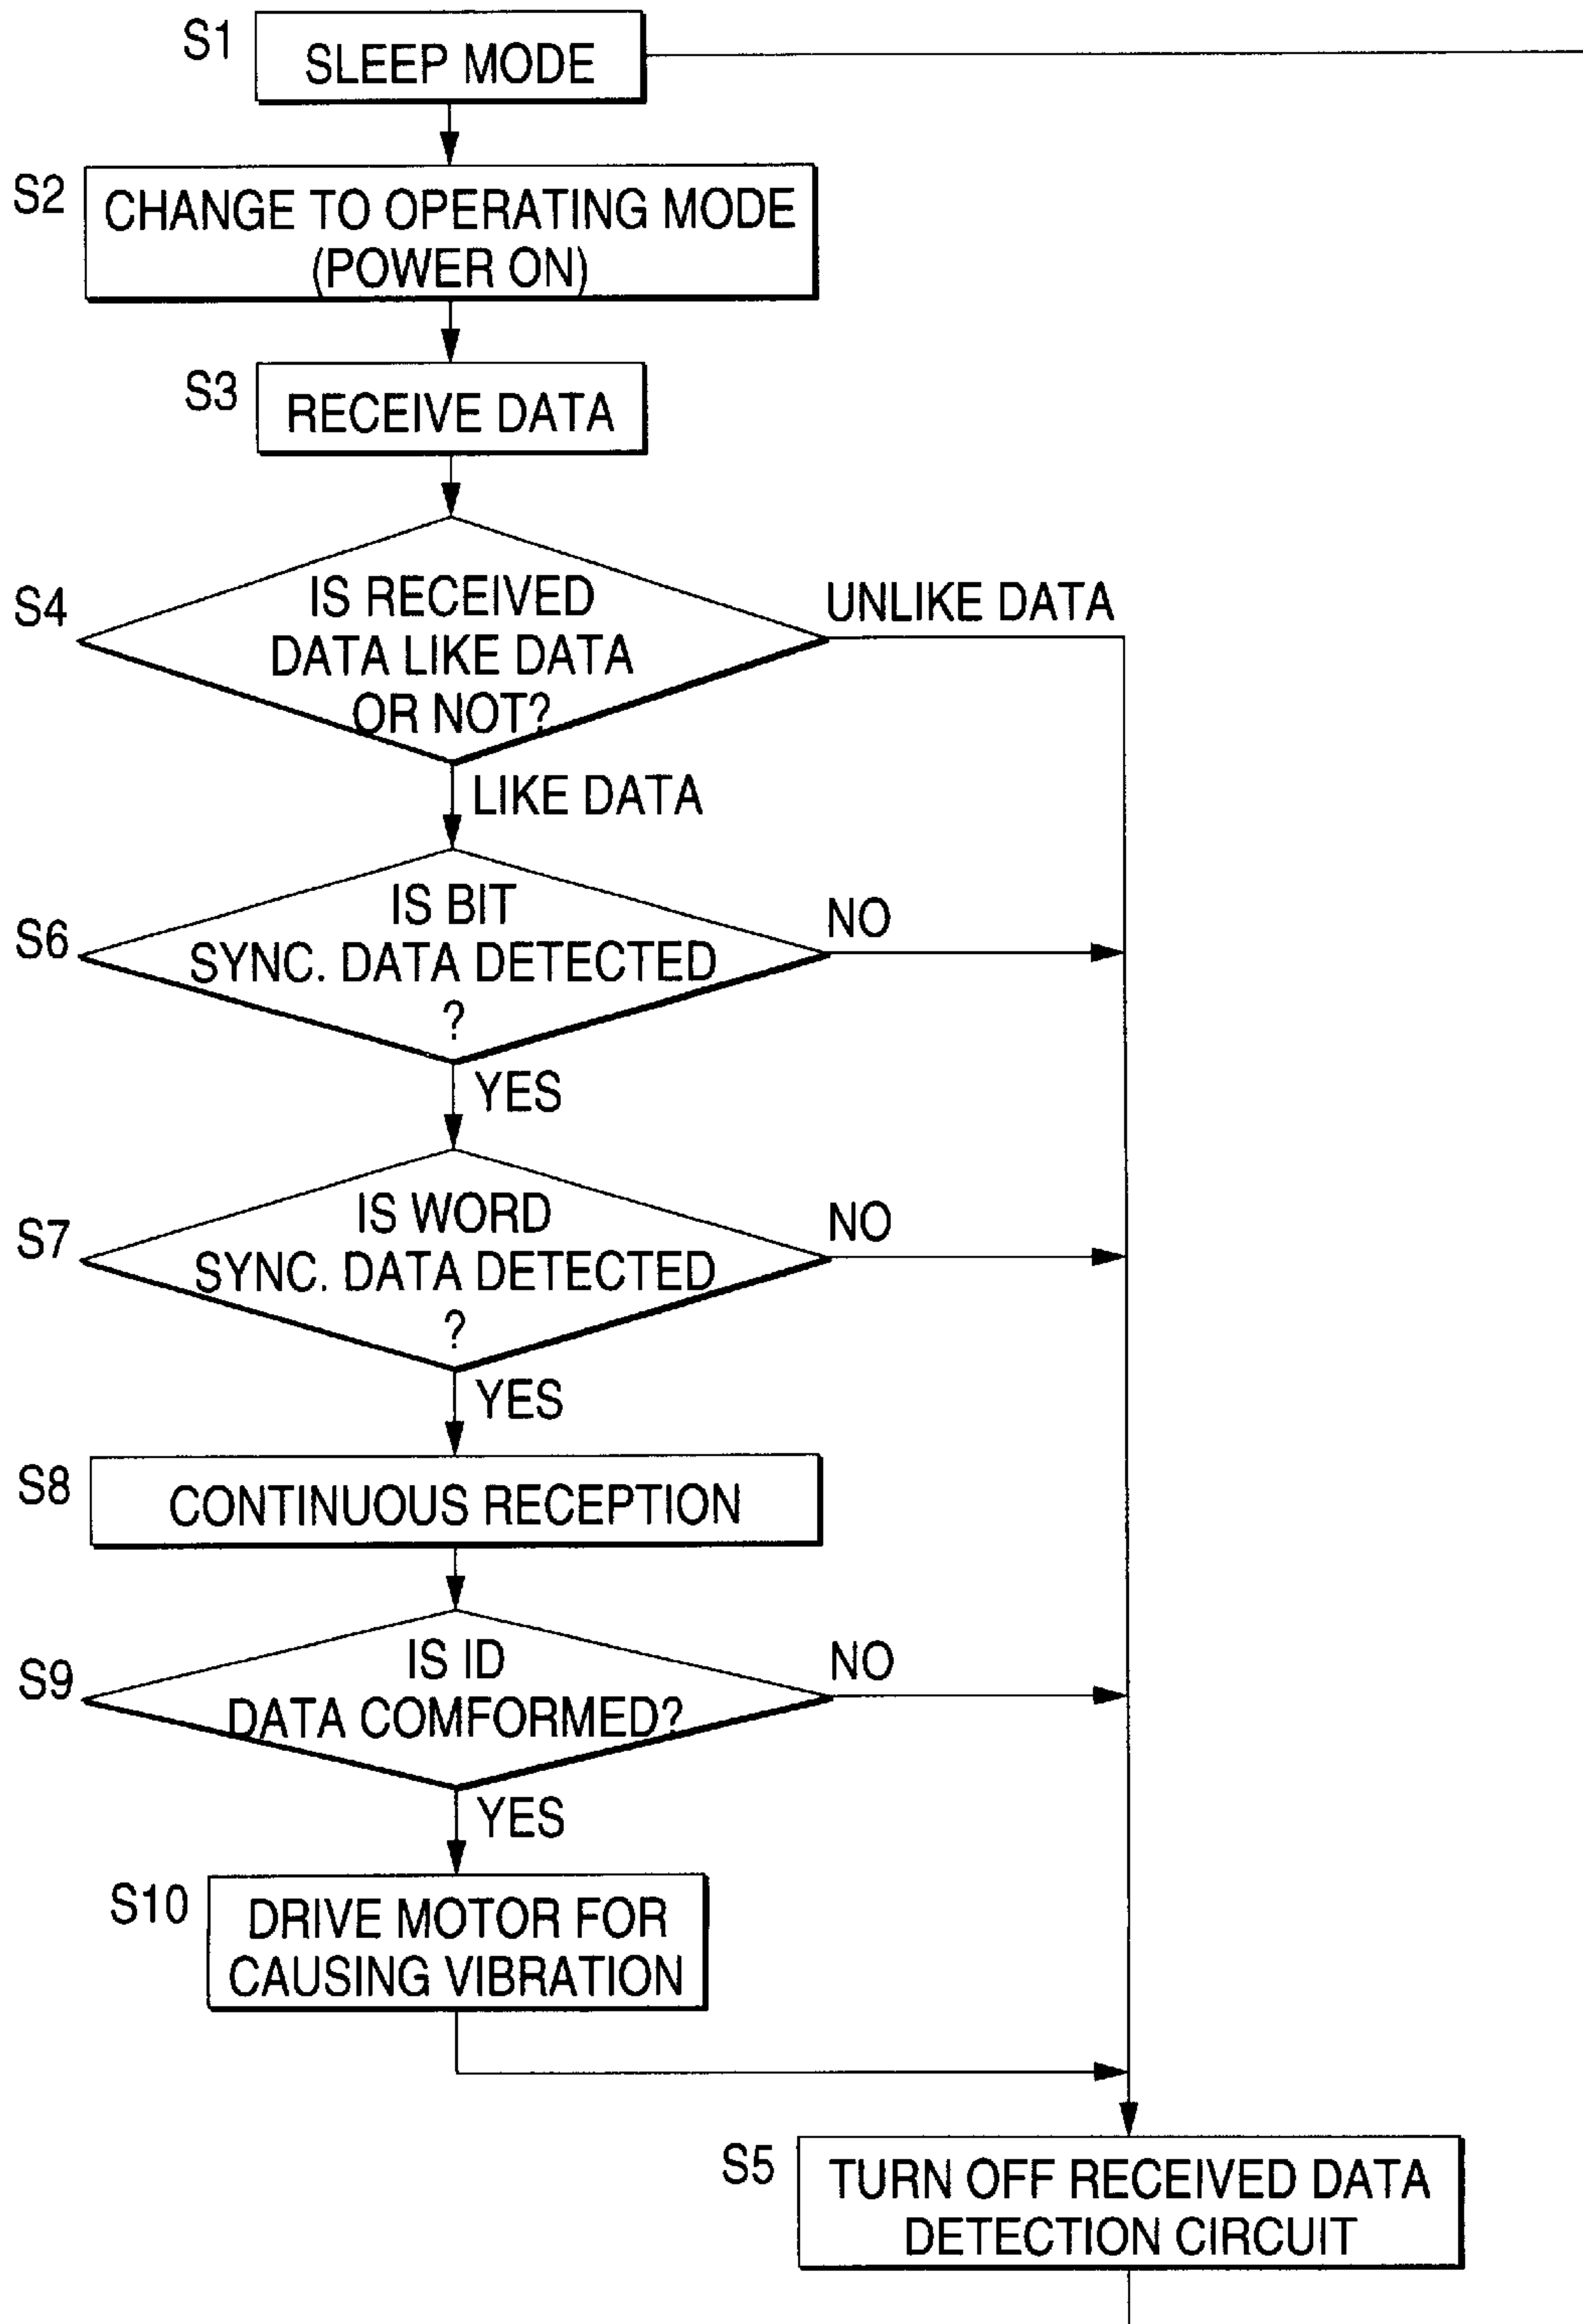 S1
SLEEP MODE
S2
CHANGE TO OPERATING MODE
(POWER ON)
S3
RECEIVE DATA
S4
IS RECEIVED
DATA LIKE DATA
OR NOT?
UNLIKE DATA
LIKE DATA
S6
IS BIT
SYNC. DATA DETECTED
?
NO
YES
S7
IS WORD
SYNC. DATA DETECTED
?
NO
YES
S8
CONTINUOUS RECEPTION
S9
IS ID
DATA COMFORMED?
NO
YES
S10
DRIVE MOTOR FOR
CAUSING VIBRATION
S5
TURN OFF RECEIVED DATA
DETECTION CIRCUIT